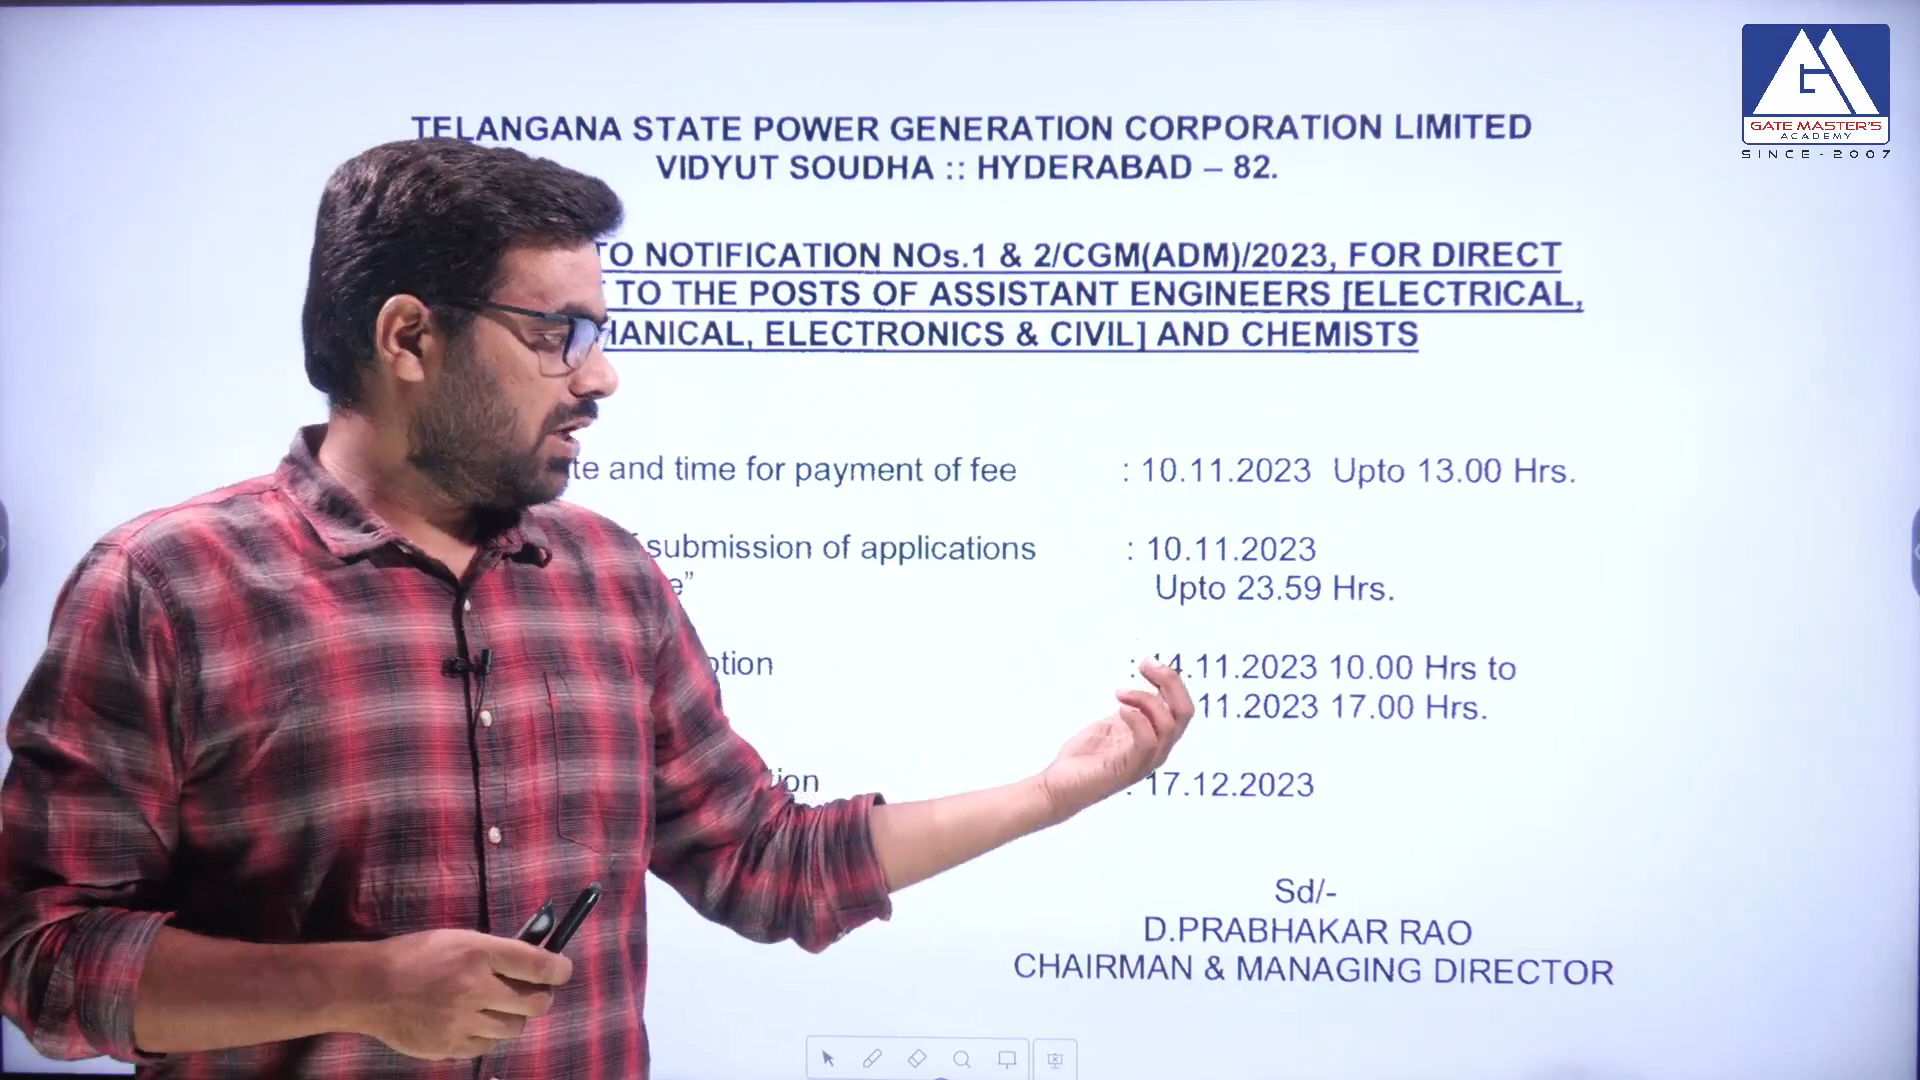 TELANGANA STATE POWER GENERATION CORPORATION LIMITED
VIDYUT SOUDHA :: HYDERABAD – 82.
TO NOTIFICATION NOs.1 & 2/CGM(ADM)/2023, FOR DIRECT
TO THE POSTS OF ASSISTANT ENGINEERS [ELECTRICAL,
HANICAL, ELECTRONICS & CIVIL] AND CHEMISTS
te and time for payment of fee : 10.11.2023 Upto 13.00 Hrs.
submission of applications : 10.11.2023
e” Upto 23.59 Hrs.
ption : 14.11.2023 10.00 Hrs to
11.2023 17.00 Hrs.
ion : 17.12.2023
Sd/-
D.PRABHAKAR RAO
CHAIRMAN & MANAGING DIRECTOR
GATE MASTER'S
ACADEMY
SINCE-2007